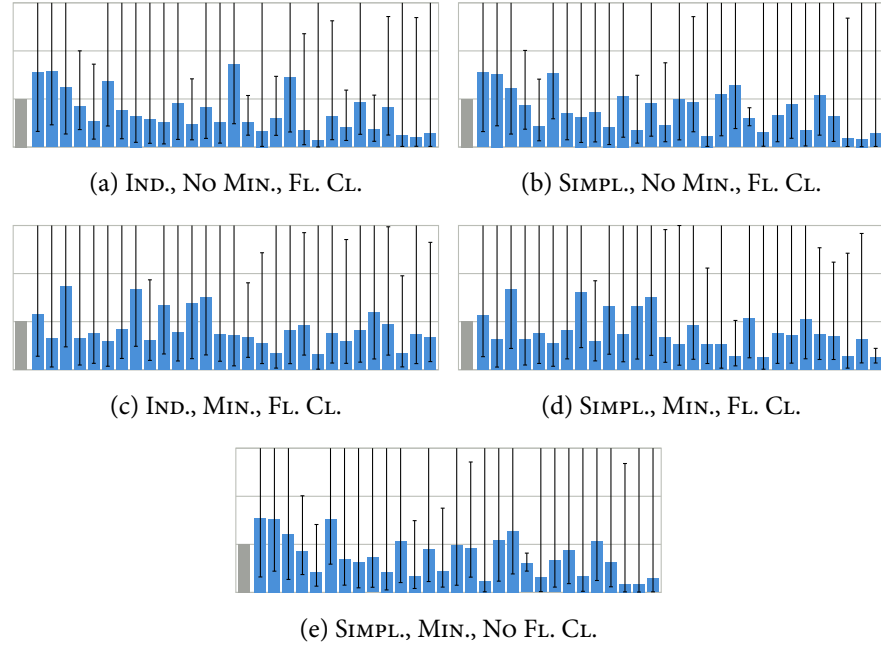 (a) Ind., No Min., Fl. Cl.
(b) Simpl., No Min., Fl. Cl.
(c) Ind., Min., Fl. Cl.
(d) Simpl., Min., Fl. Cl.
(e) Simpl., Min., No Fl. Cl.